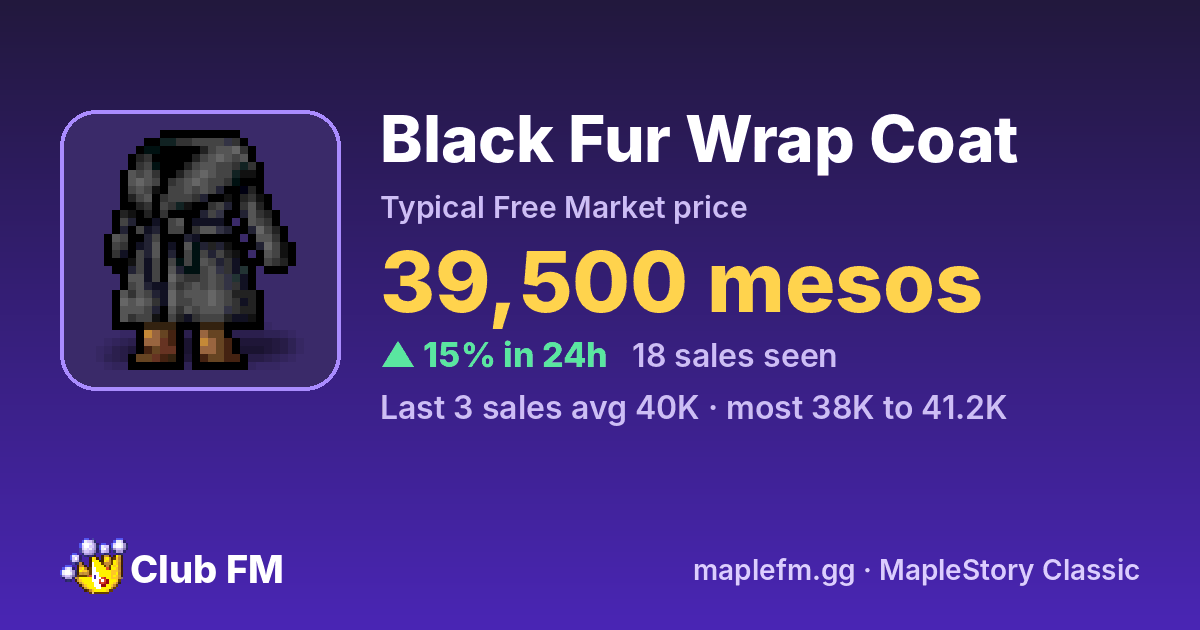 Black Fur Wrap Coat
Typical Free Market price
39,500 mesos
▲ 15% in 24h 18 sales seen
Last 3 sales avg 40K · most 38K to 41.2K
Club FM
maplefm.gg · MapleStory Classic